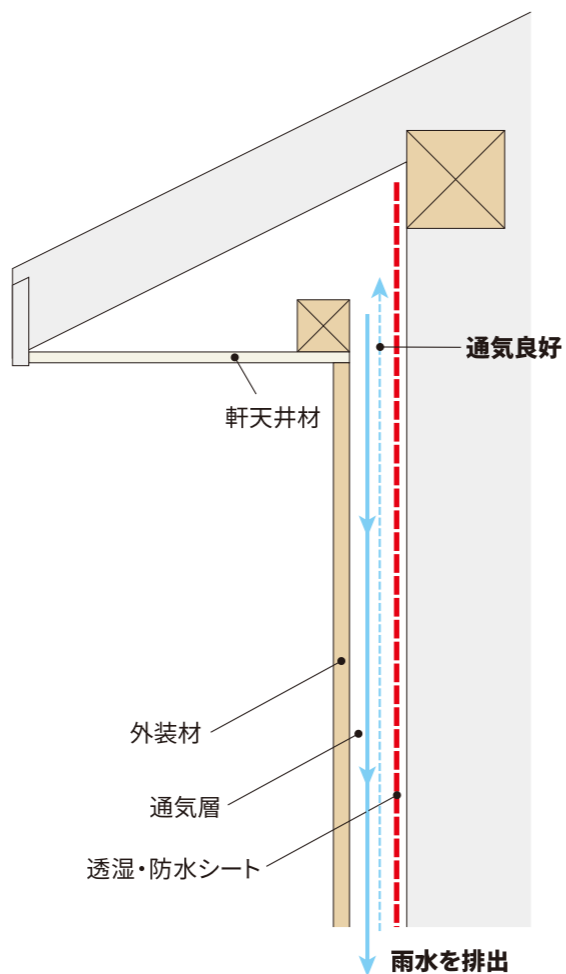 通気良好
軒天井材
外装材
通気層
透湿・防水シート
雨水を排出